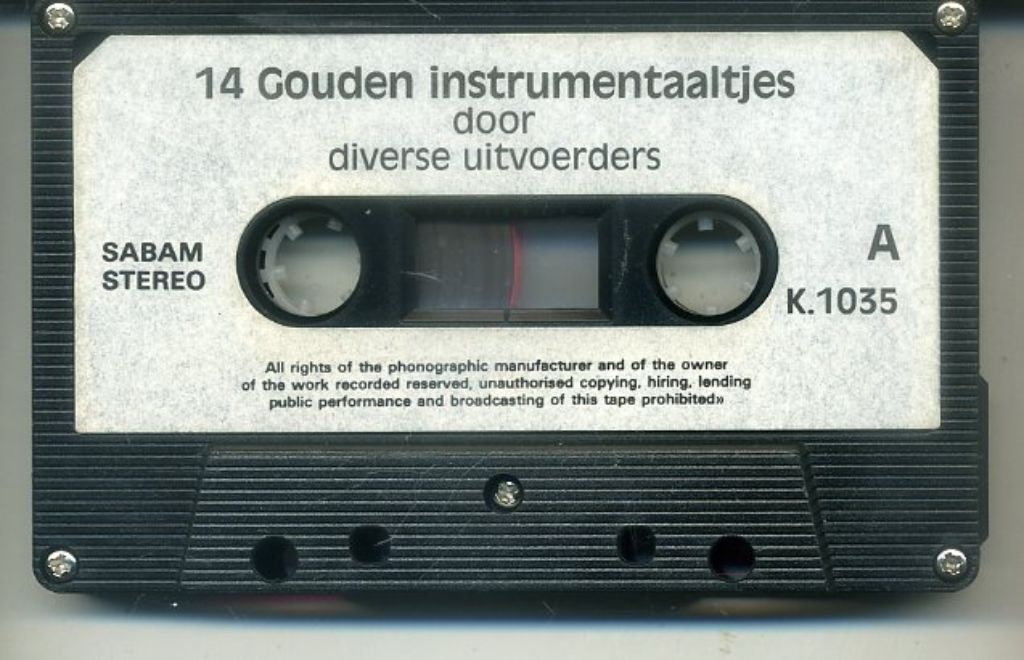 14 Gouden instrumentaaltjes
door
diverse uitvoerders
SABAM
STEREO
A
K.1035
All rights of the phonographic manufacturer and of the owner
of the work recorded reserved, unauthorised copying, hiring, lending
public performance and broadcasting of this tape prohibited»